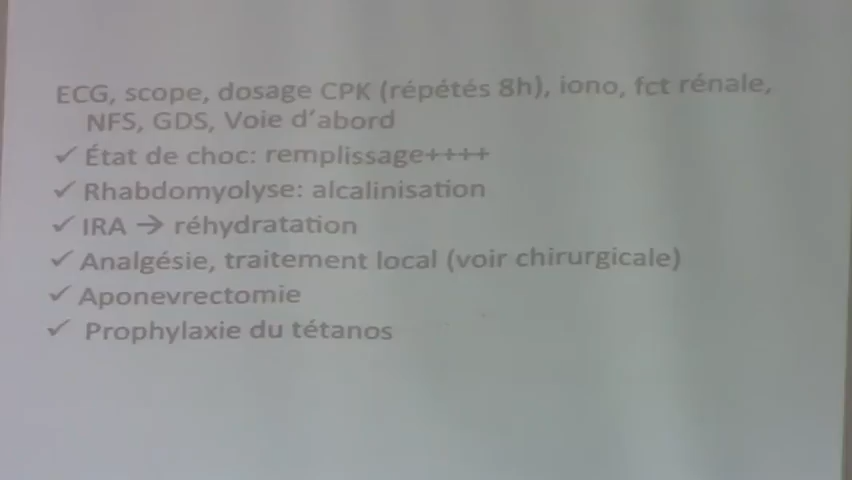 ECG, scope, dosage CPK (répétés 8h), iono, fct rénale,
NFS, GDS, Voie d'abord
✓ État de choc: remplissage++++
✓ Rhabdomyolyse: alcalinisation
✓ IRA → réhydratation
✓ Analgésie, traitement local (voir chirurgicale)
✓ Aponevrectomie
✓ Prophylaxie du tétanos